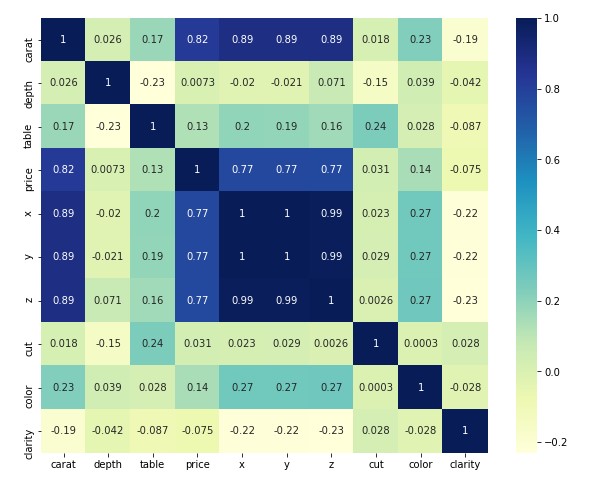 carat 1 0.026 0.17 0.82 0.89 0.89 0.89 0.018 0.23 -0.19
depth 0.026 1 -0.23 0.0073 -0.02 -0.021 0.071 -0.15 0.039 -0.042
table 0.17 -0.23 1 0.13 0.2 0.19 0.16 0.24 0.028 -0.087
price 0.82 0.0073 0.13 1 0.77 0.77 0.77 0.031 0.14 -0.075
x 0.89 -0.02 0.2 0.77 1 1 0.99 0.023 0.27 -0.22
y 0.89 -0.021 0.19 0.77 1 1 0.99 0.029 0.27 -0.22
z 0.89 0.071 0.16 0.77 0.99 0.99 1 0.0026 0.27 -0.23
cut 0.018 -0.15 0.24 0.031 0.023 0.029 0.0026 1 0.0003 0.028
color 0.23 0.039 0.028 0.14 0.27 0.27 0.27 0.0003 1 -0.028
clarity -0.19 -0.042 -0.087 -0.075 -0.22 -0.22 -0.23 0.028 -0.028 1
carat depth table price x y z cut color clarity
1.0
0.8
0.6
0.4
0.2
0.0
−0.2